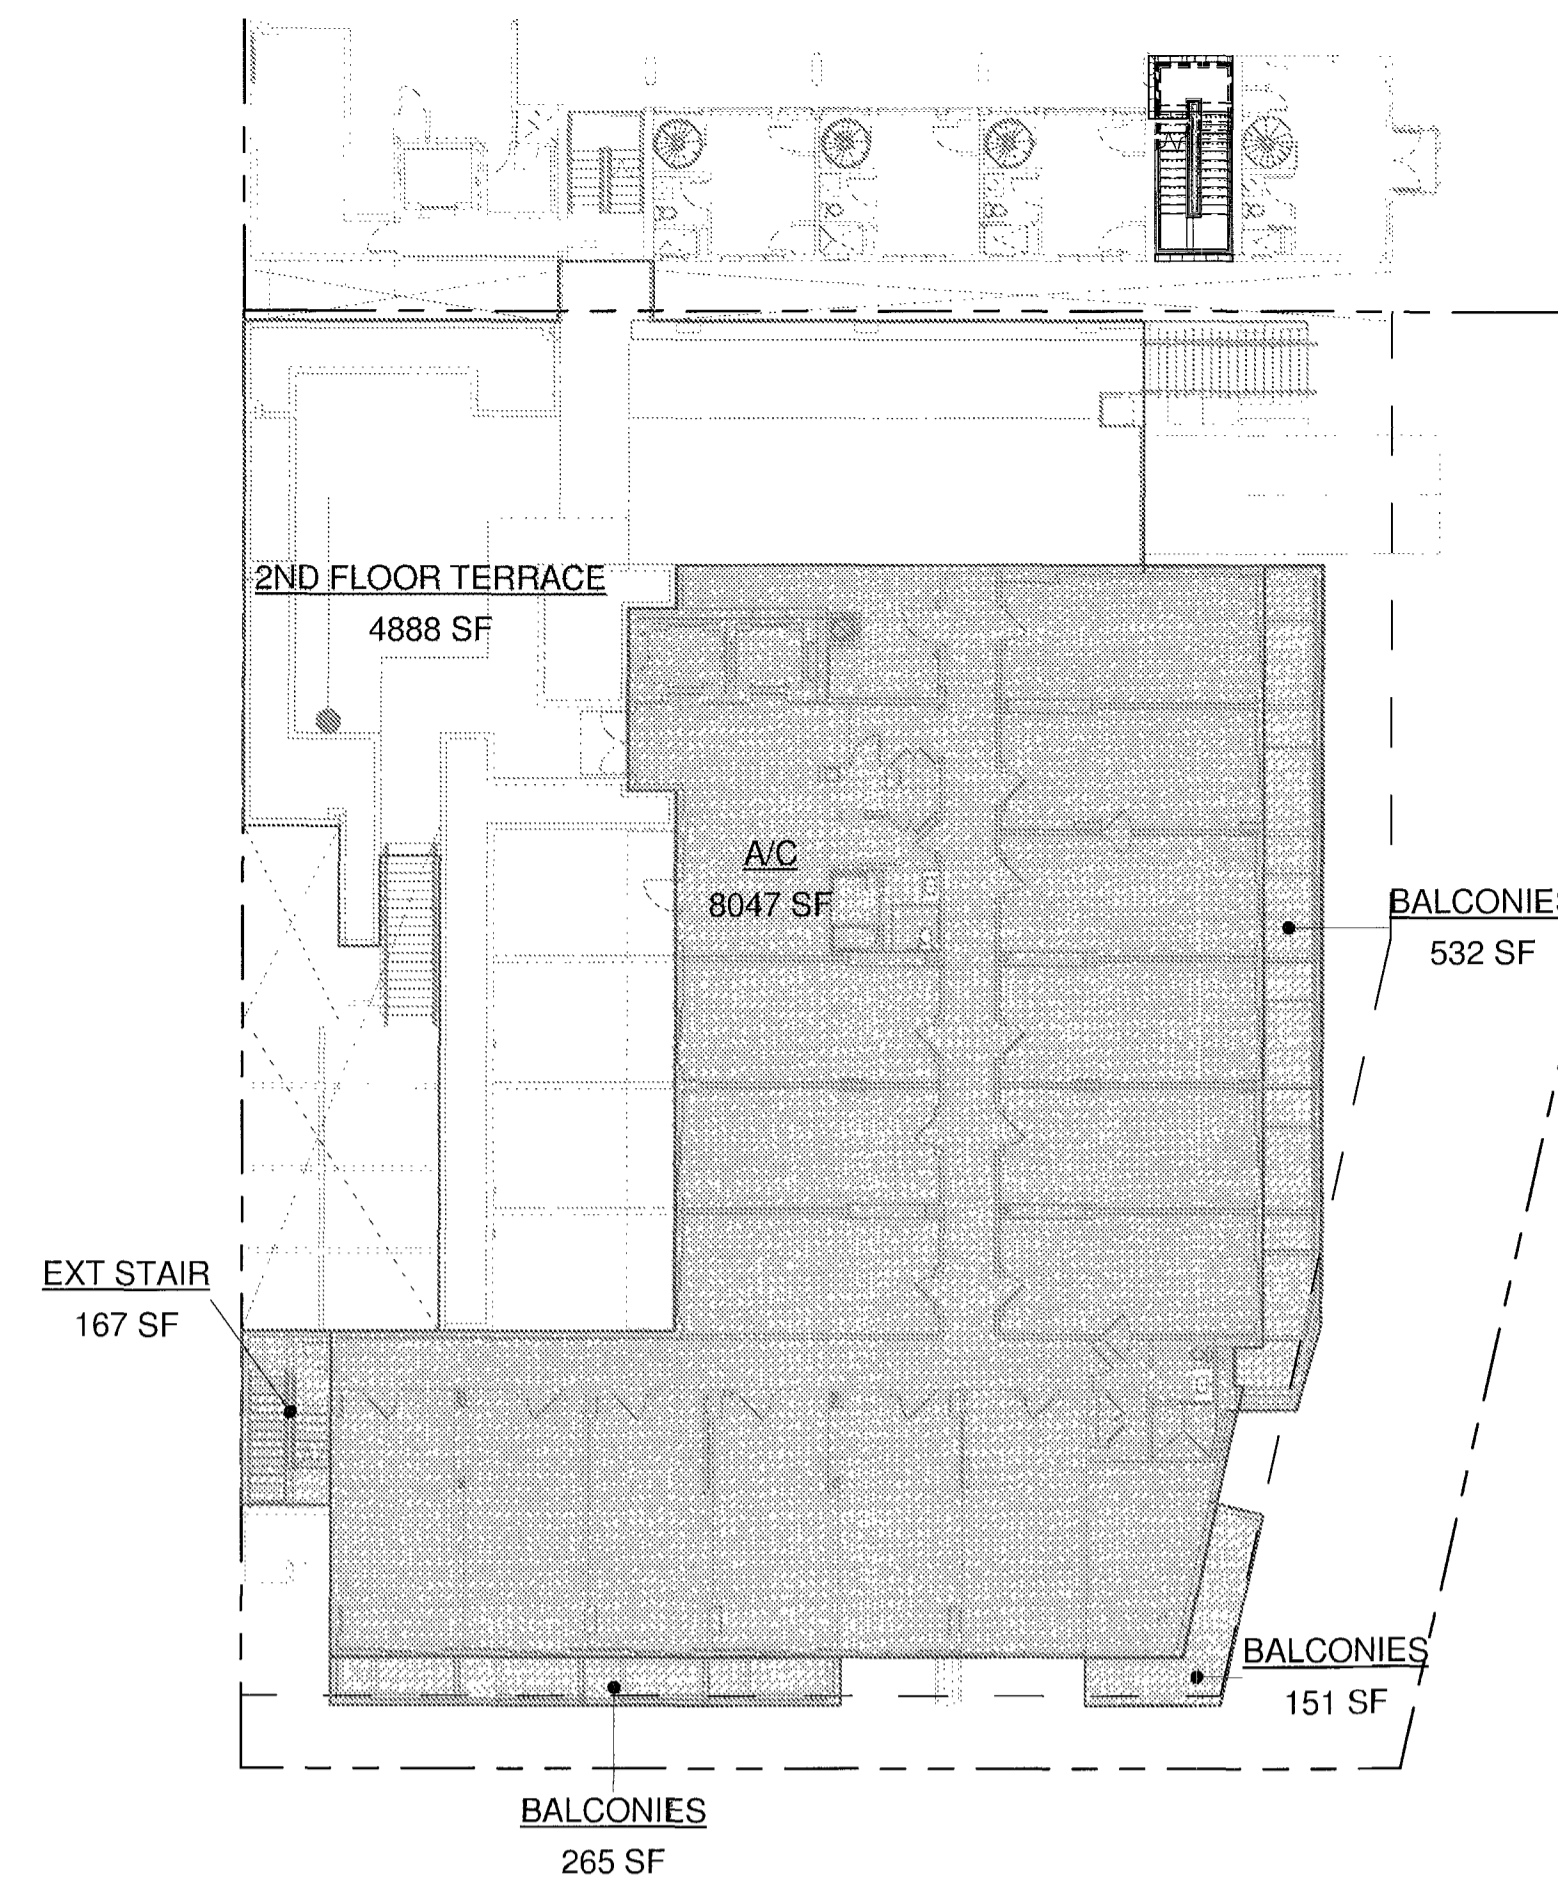 2ND FLOOR TERRACE
4888 SF
A/C
8047 SF
BALCONIES
532 SF
EXT STAIR
167 SF
BALCONIES
151 SF
BALCONIES
265 SF